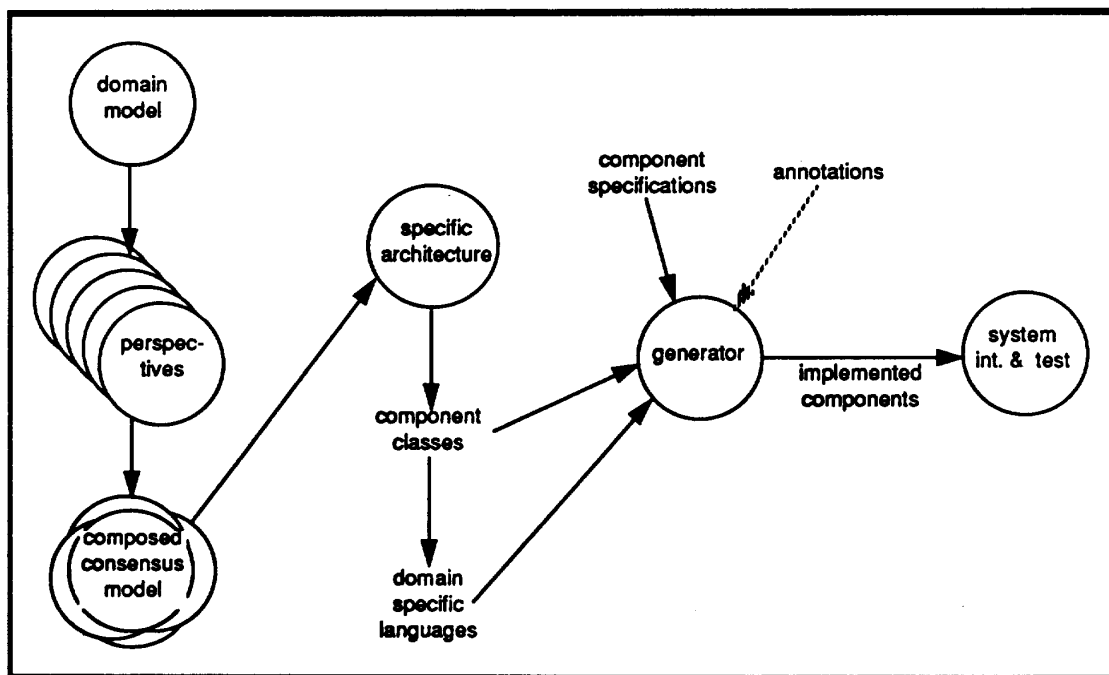 domain
model
perspec-
tives
composed
consensus
model
specific
architecture
component
classes
domain
specific
languages
component
specifications
annotations
generator
implemented
components
system
int. & test